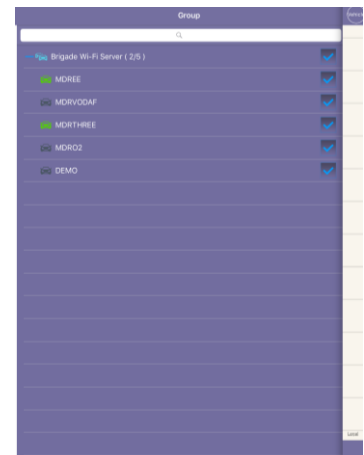 Group
Brigade Wi-Fi Server ( 2/5 )
MDREE
MDRVODAF
MDRTHREE
MDRO2
DEMO